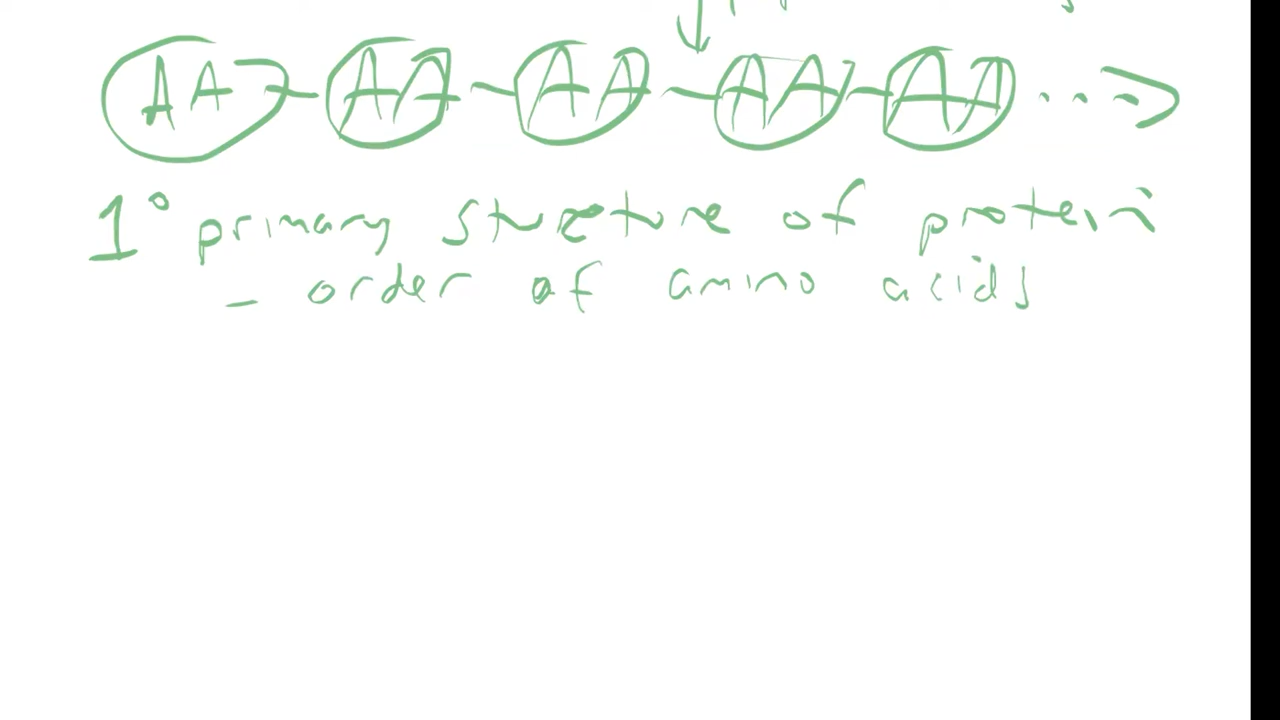 AA - AA - AA - AA - AA ...
1° primary structure of protein
- order of amino acids